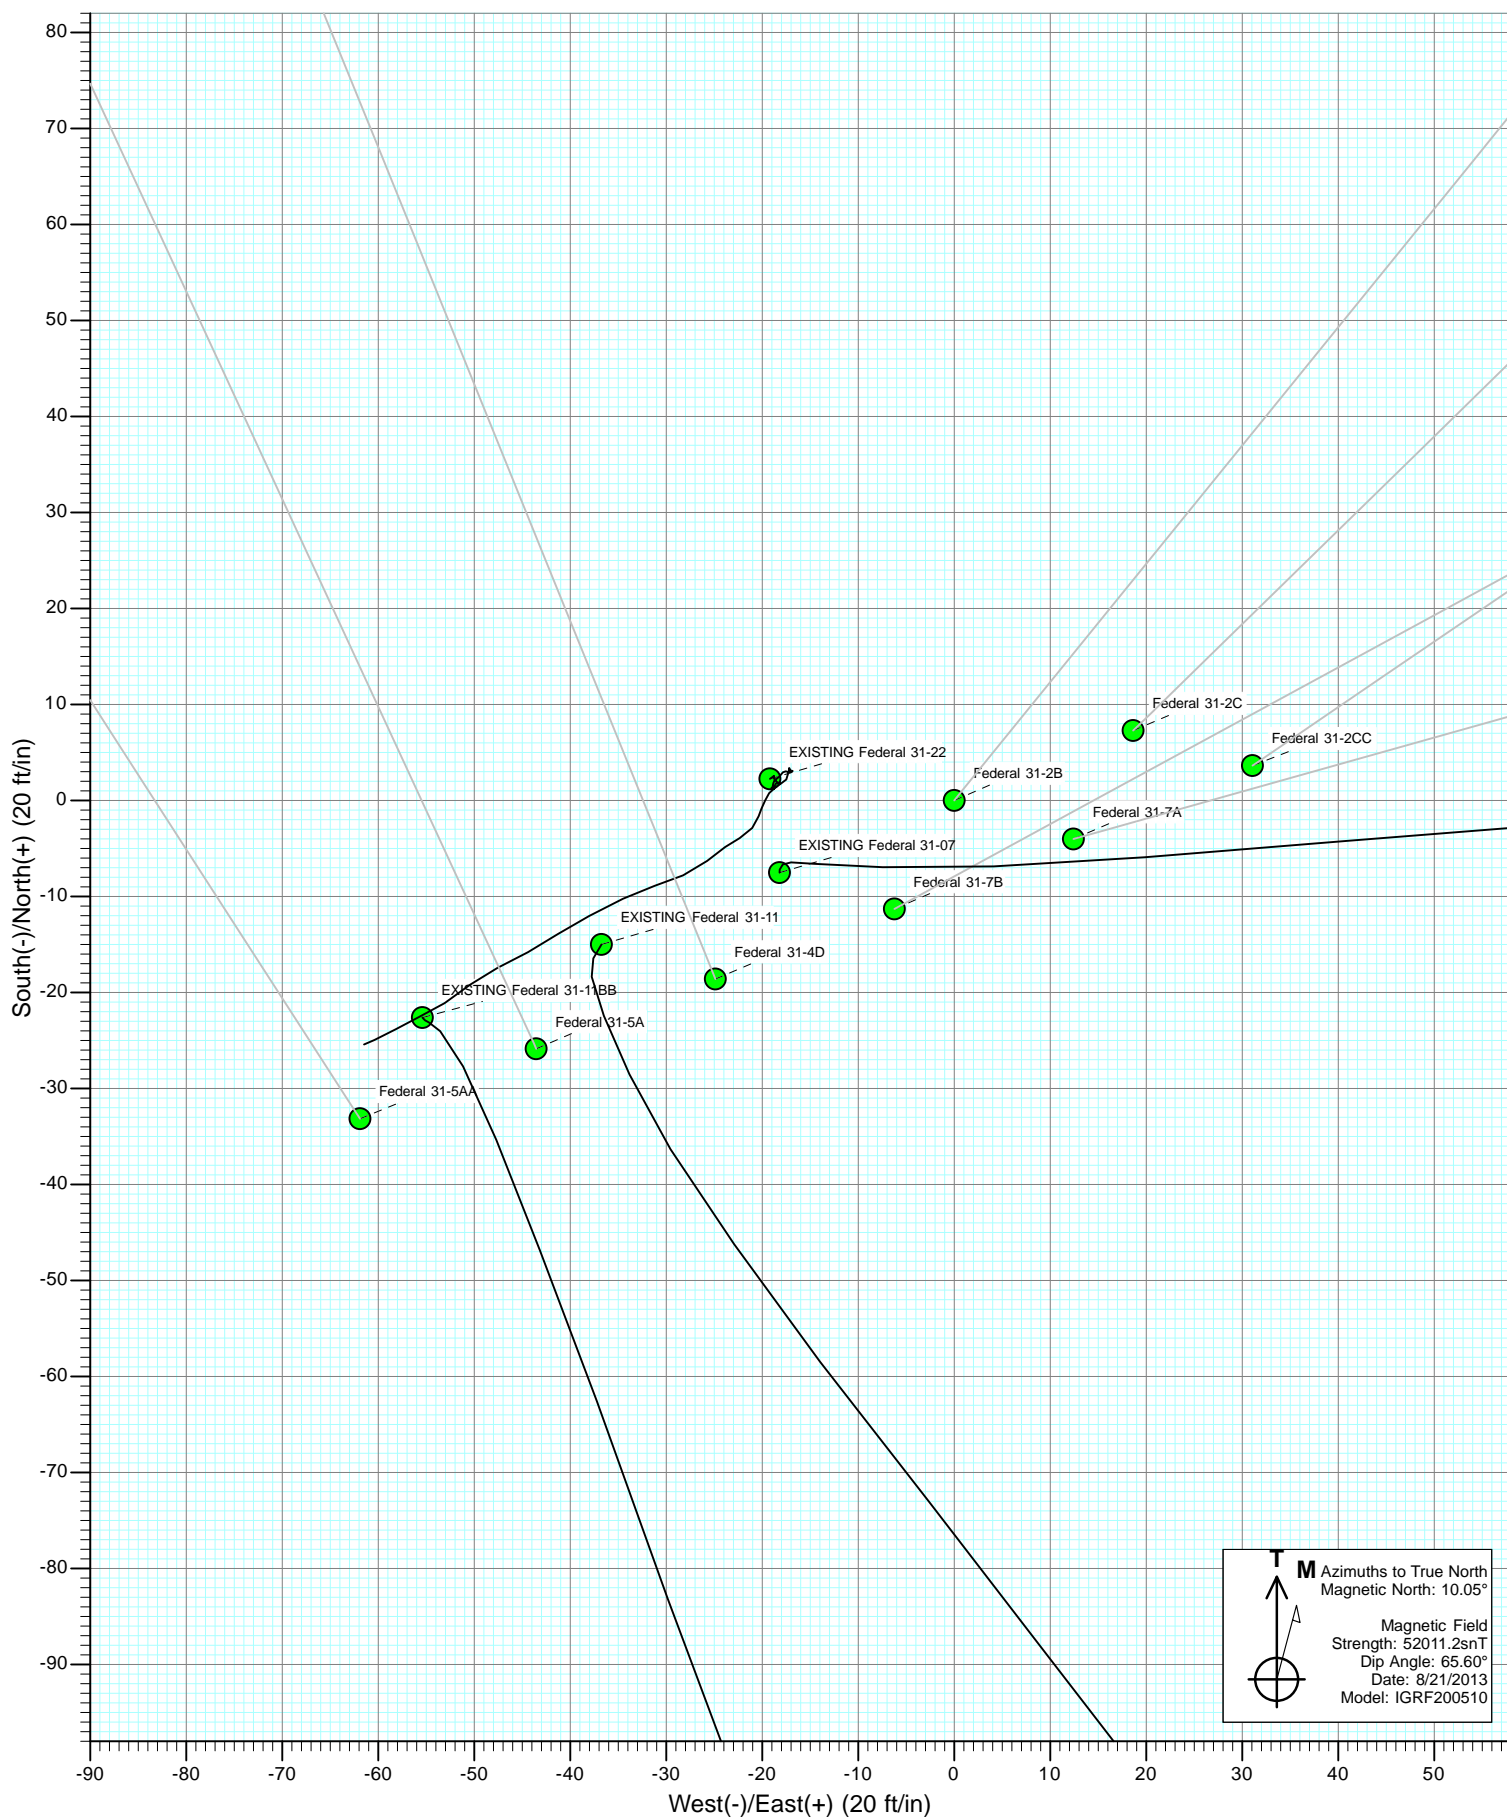 80
70
60
50
40
30
20
10
0
-10
-20
-30
-40
-50
-60
-70
-80
-90
South(-)/North(+) (20 ft/in)
Federal 31-2C
Federal 31-2CC
EXISTING Federal 31-22
Federal 31-2B
Federal 31-7A
EXISTING Federal 31-07
Federal 31-7B
EXISTING Federal 31-11
Federal 31-4D
EXISTING Federal 31-11BB
Federal 31-5A
Federal 31-5AA
T
M
Azimuths to True North
Magnetic North: 10.05°
Magnetic Field
Strength: 52011.2snT
Dip Angle: 65.60°
Date: 8/21/2013
Model: IGRF200510
-90 -80 -70 -60 -50 -40 -30 -20 -10 0 10 20 30 40 50
West(-)/East(+) (20 ft/in)